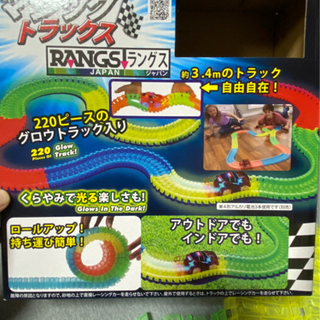 トラックス
RANGS ラングス
JAPAN ジャパン
約3.4mのトラック
自由自在！
220ピースの
グロウトラック入り
220 Glow
Pieces Of Track!
くらやみで光る楽しさも！
Glows In The Dark!
ロールアップ！
持ち運び簡単！
アウトドアでも
インドアでも！